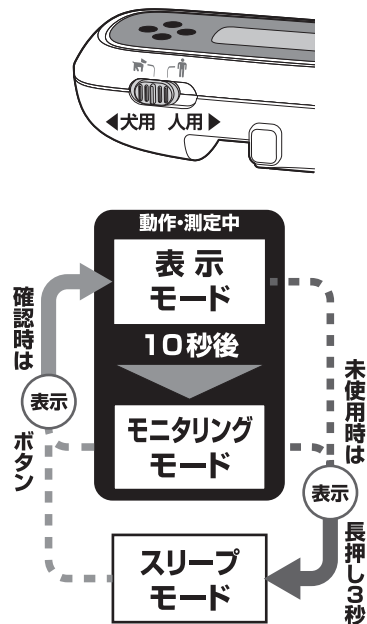 ◀犬用 人用▶
動作・測定中
表示
モード
10秒後
モニタリング
モード
スリープ
モード
確認時は
表示
ボタン
未使用時は
表示
長押し3秒